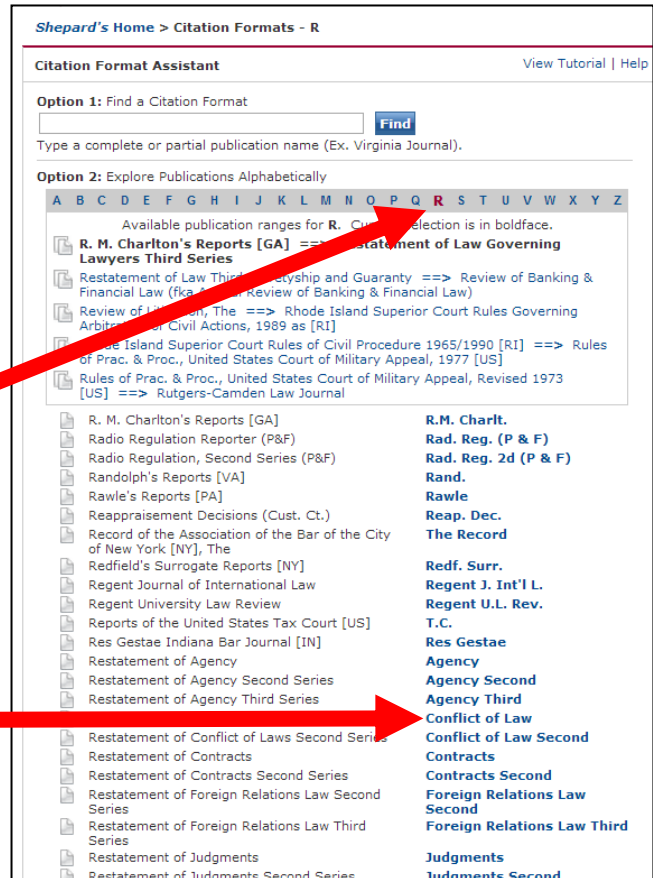 Shepard's Home > Citation Formats - R
Citation Format Assistant View Tutorial | Help
Option 1: Find a Citation Format
Find
Type a complete or partial publication name (Ex. Virginia Journal).
Option 2: Explore Publications Alphabetically
A B C D E F G H I J K L M N O P Q R S T U V W X Y Z
Available publication ranges for R. selection is in boldface.
R. M. Charlton's Reports [GA] ==> of Law Governing
Lawyers Third Series
Restatement of Law and Guaranty ==> Review of Banking &
Financial Law (fka Review of Banking & Financial Law)
Review of The ==> Rhode Island Superior Court Rules Governing
of Civil Actions, 1989 as [RI]
Island Superior Court Rules of Civil Procedure 1965/1990 [RI] ==> Rules
of Prac. & Proc., United States Court of Military Appeal, 1977 [US]
Rules of Prac. & Proc., United States Court of Military Appeal, Revised 1973
[US] ==> Rutgers-Camden Law Journal
R. M. Charlton's Reports [GA] R.M. Charlt.
Radio Regulation Reporter (P&F) Rad. Reg. (P & F)
Radio Regulation, Second Series (P&F) Rad. Reg. 2d (P & F)
Randolph's Reports [VA] Rand.
Rawle's Reports [PA] Rawle
Reappraisement Decisions (Cust. Ct.) Reap. Dec.
Record of the Association of the Bar of the City The Record
of New York [NY], The
Redfield's Surrogate Reports [NY] Redf. Surr.
Regent Journal of International Law Regent J. Int'l L.
Regent University Law Review Regent U.L. Rev.
Reports of the United States Tax Court [US] T.C.
Res Gestae Indiana Bar Journal [IN] Res Gestae
Restatement of Agency Agency
Restatement of Agency Second Series Agency Second
Restatement of Agency Third Series Agency Third
Conflict of Law
Restatement of Conflict of Laws Second Series Conflict of Law Second
Restatement of Contracts Contracts
Restatement of Contracts Second Series Contracts Second
Restatement of Foreign Relations Law Second Foreign Relations Law
Series Second
Restatement of Foreign Relations Law Third Foreign Relations Law Third
Series
Restatement of Judgments Judgments
Restatement of Judgments Second Series Judgments Second